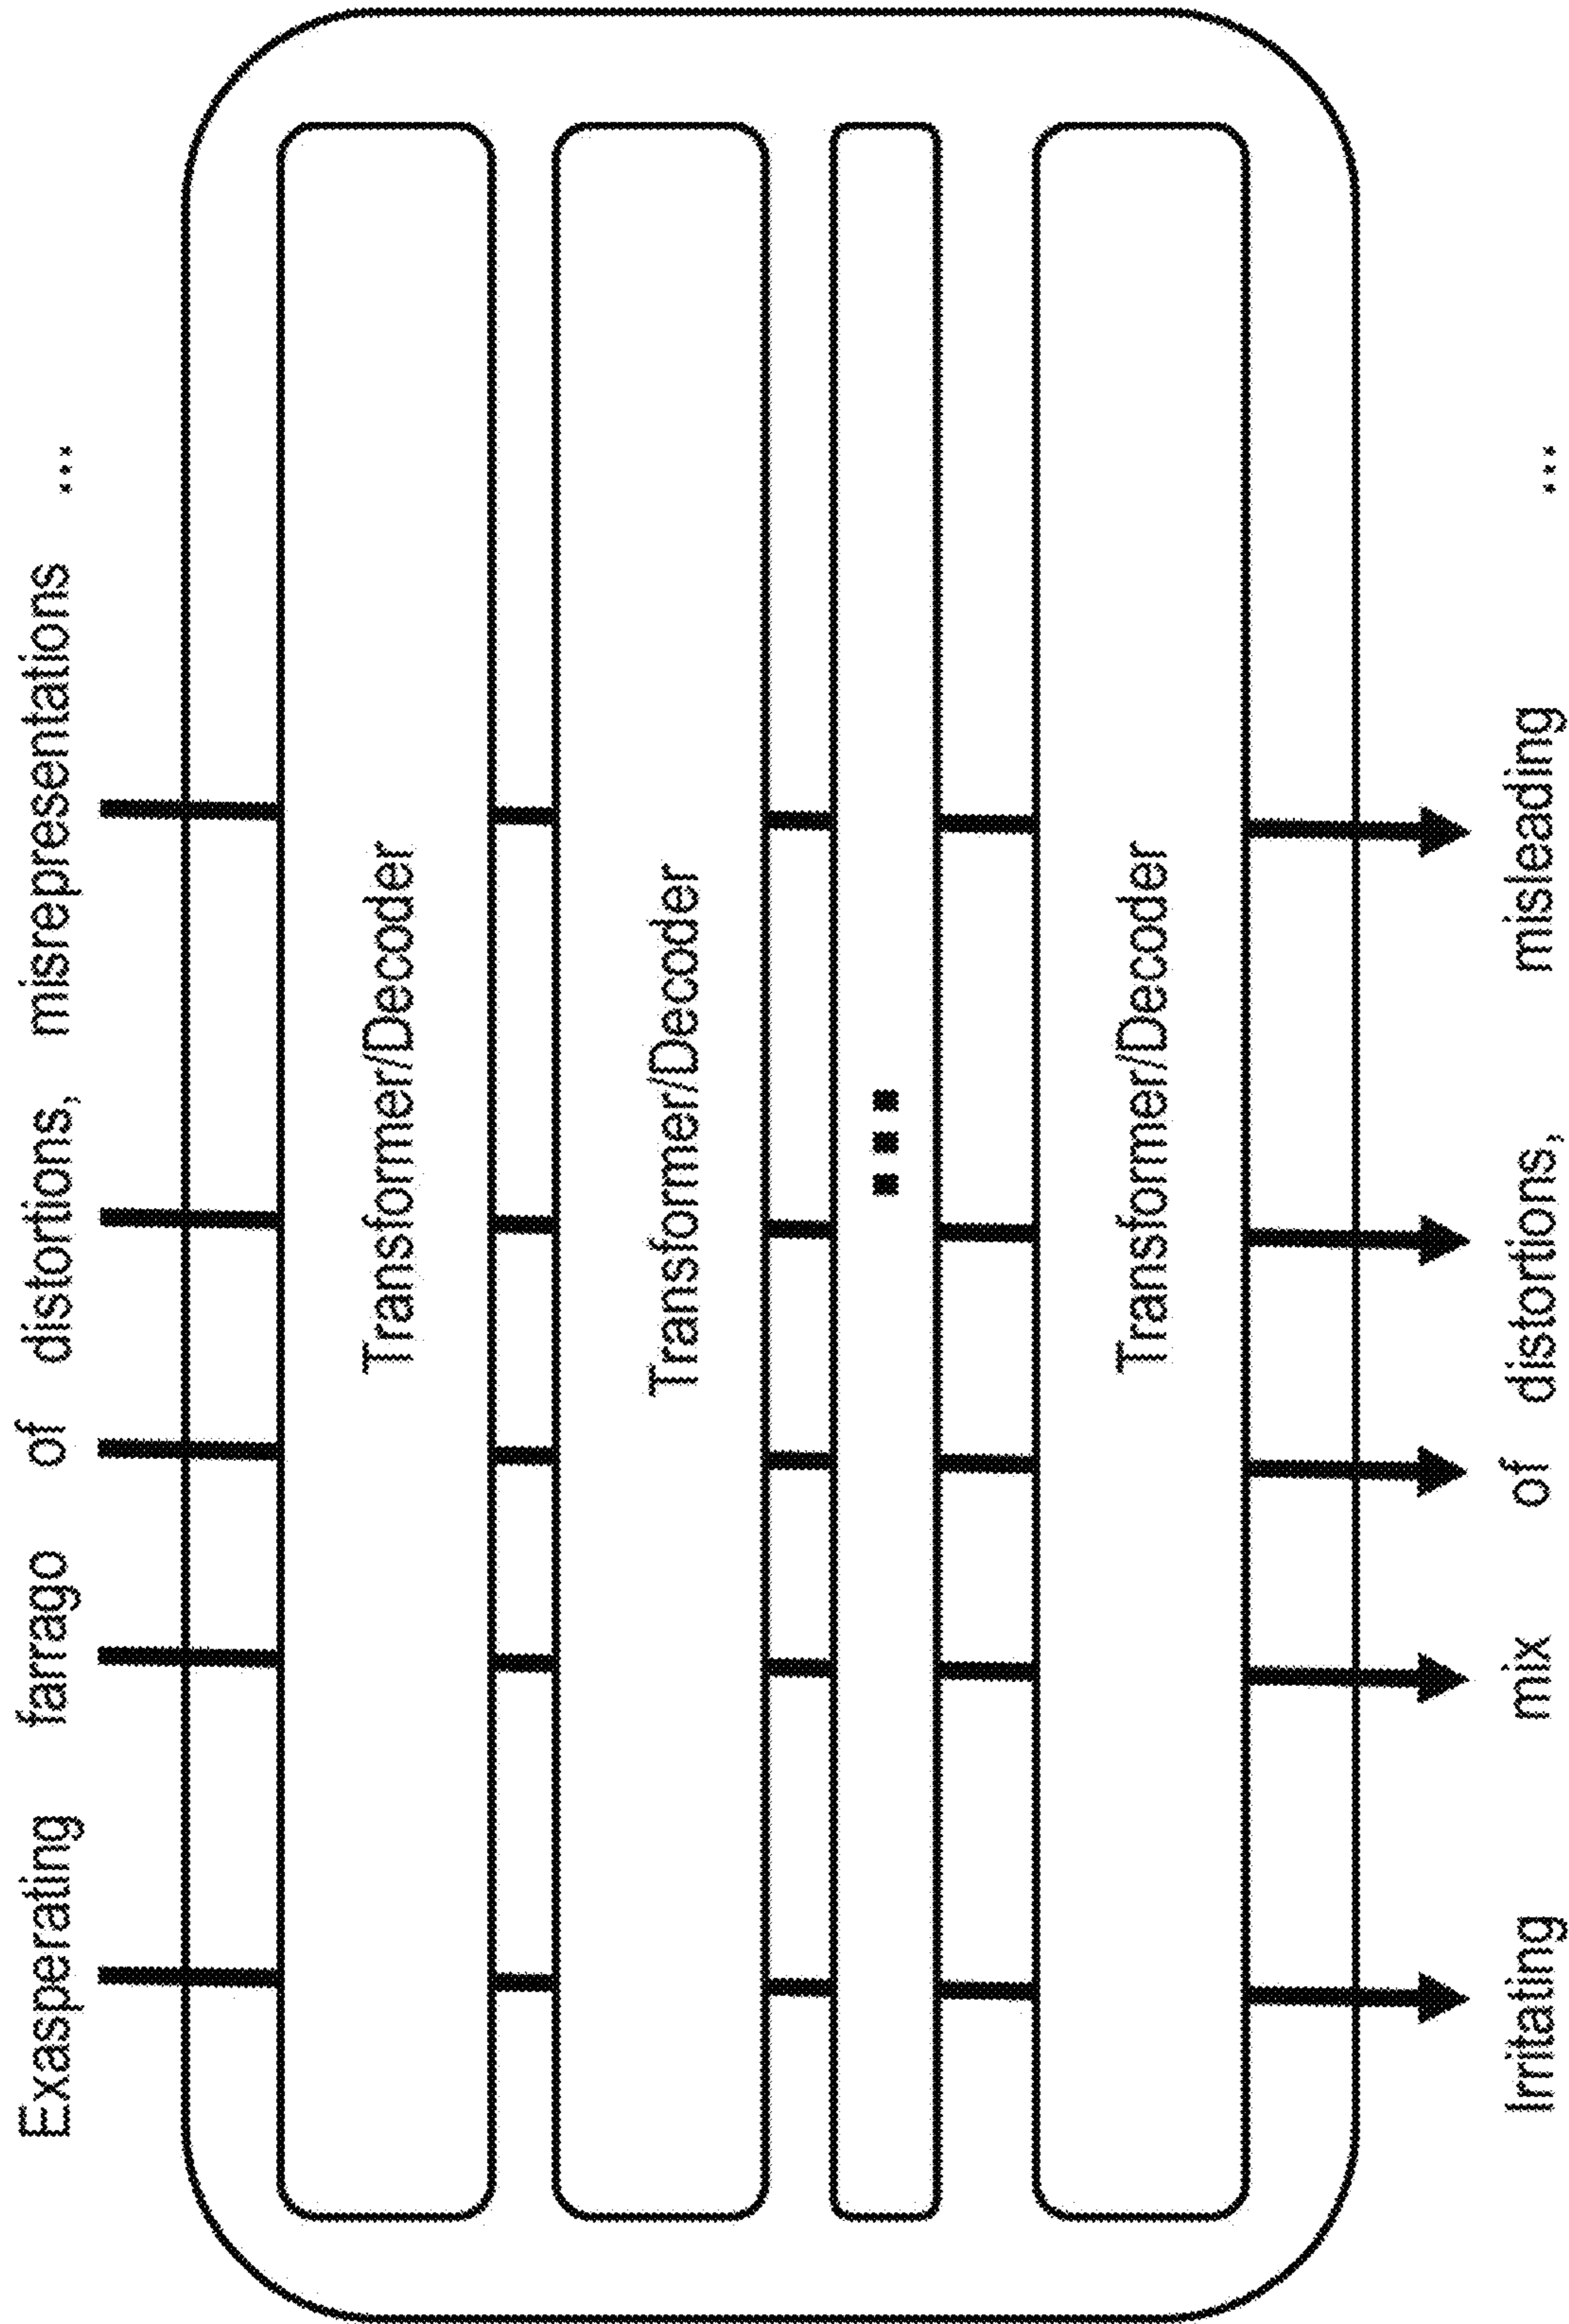 Exasperating farrago of distortions, misrepresentations ...
Transformer/Decoder
Transformer/Decoder
...
Transformer/Decoder
Irritating mix of distortions, misleading ...